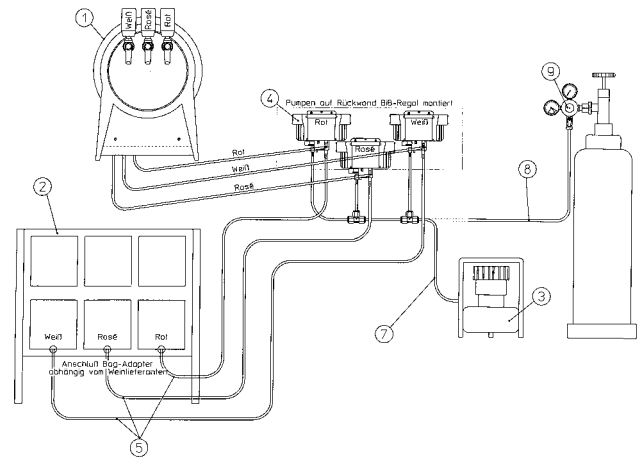 1
Weiß Rosé Rot
9
4
Pumpen auf Rückwand BiB-Regal montiert
Rot
Weiß
Rosé
Rot
Weiß
Rosé
2
8
3
7
Weiß Rosé Rot
Anschluß Bag-Adapter
abhängig vom Weinlieferanten
5